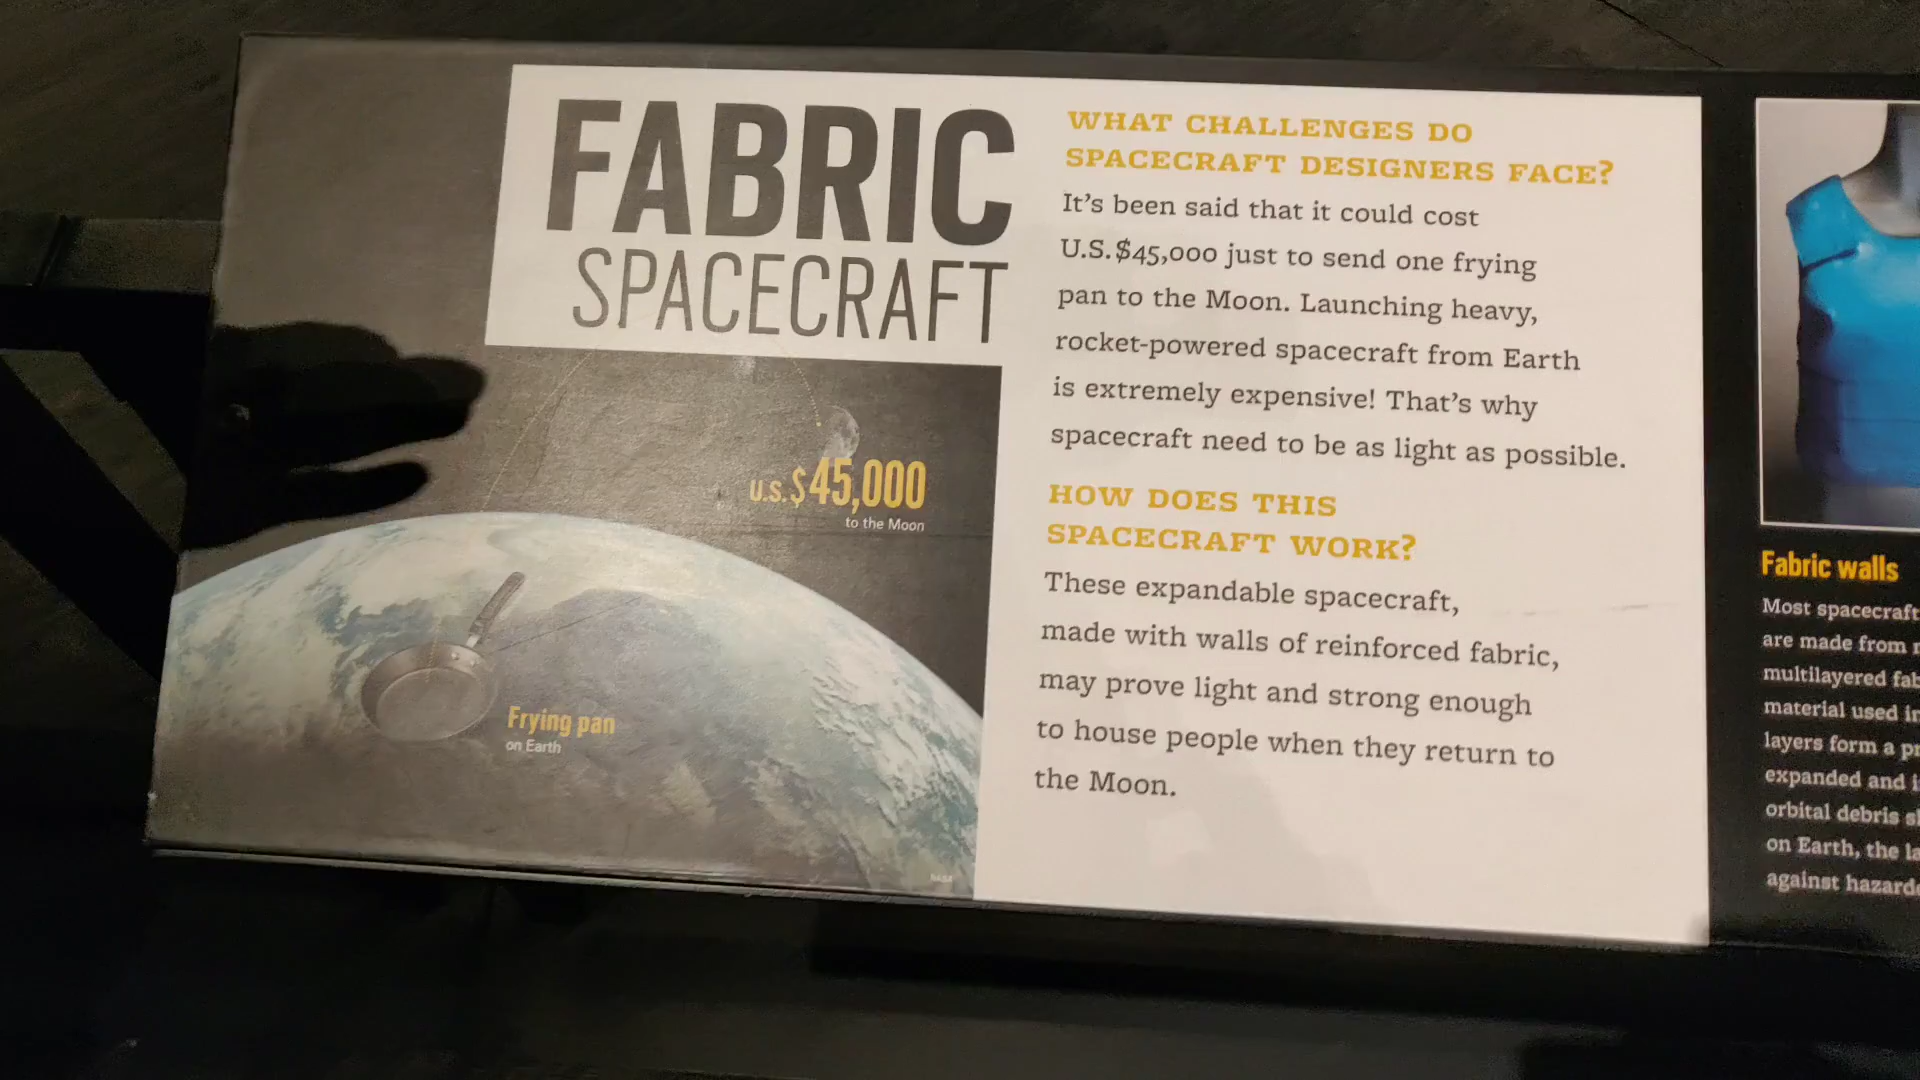 FABRIC
SPACECRAFT
U.S.$45,000
to the Moon
Frying pan
on Earth
NASA
WHAT CHALLENGES DO
SPACECRAFT DESIGNERS FACE?
It's been said that it could cost
U.S.$45,000 just to send one frying
pan to the Moon. Launching heavy,
rocket-powered spacecraft from Earth
is extremely expensive! That's why
spacecraft need to be as light as possible.
HOW DOES THIS
SPACECRAFT WORK?
These expandable spacecraft,
made with walls of reinforced fabric,
may prove light and strong enough
to house people when they return to
the Moon.
Fabric walls
Most spacecraft
are made from
multilayered
material used
layers form a
expanded and
orbital debris
on Earth, the
against